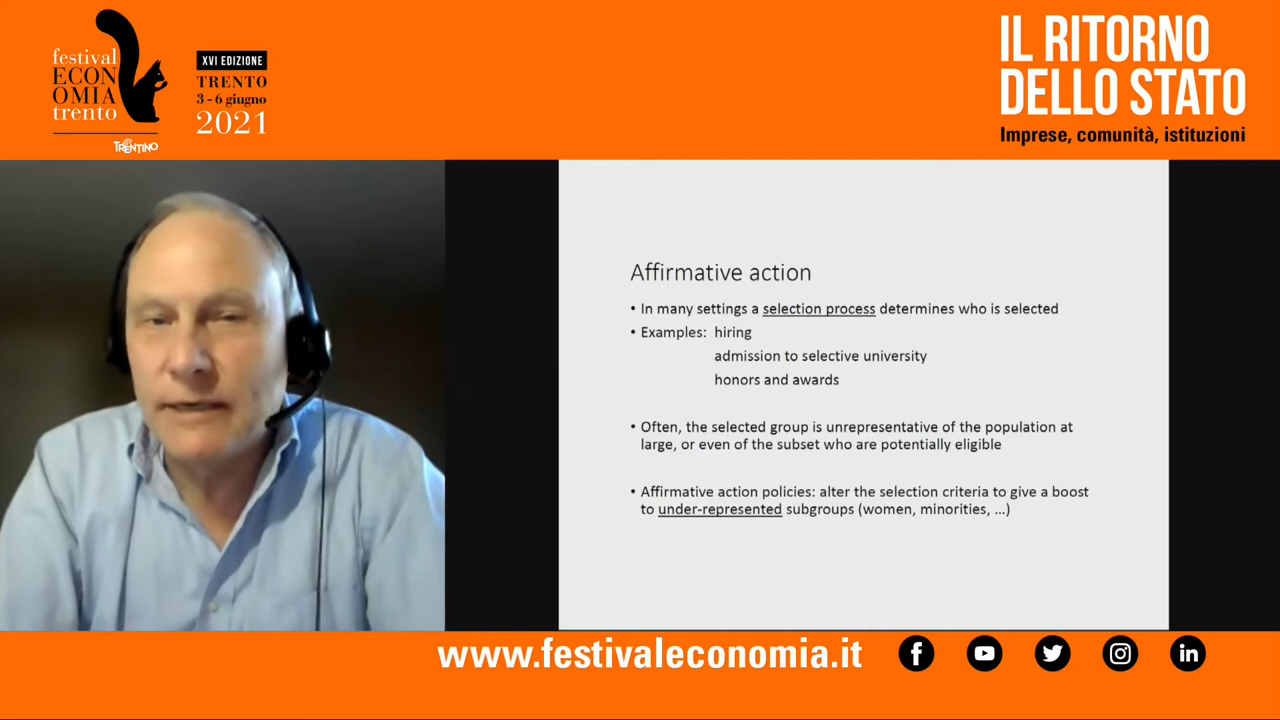 festival
ECON
OMIA
trento
TRENTINO
XVI EDIZIONE
TRENTO
3 - 6 giugno
2021
IL RITORNO
DELLO STATO
Imprese, comunità, istituzioni
Affirmative action
• In many settings a selection process determines who is selected
• Examples: hiring
admission to selective university
honors and awards
• Often, the selected group is unrepresentative of the population at
large, or even of the subset who are potentially eligible
• Affirmative action policies: alter the selection criteria to give a boost
to under-represented subgroups (women, minorities, ...)
www.festivaleconomia.it